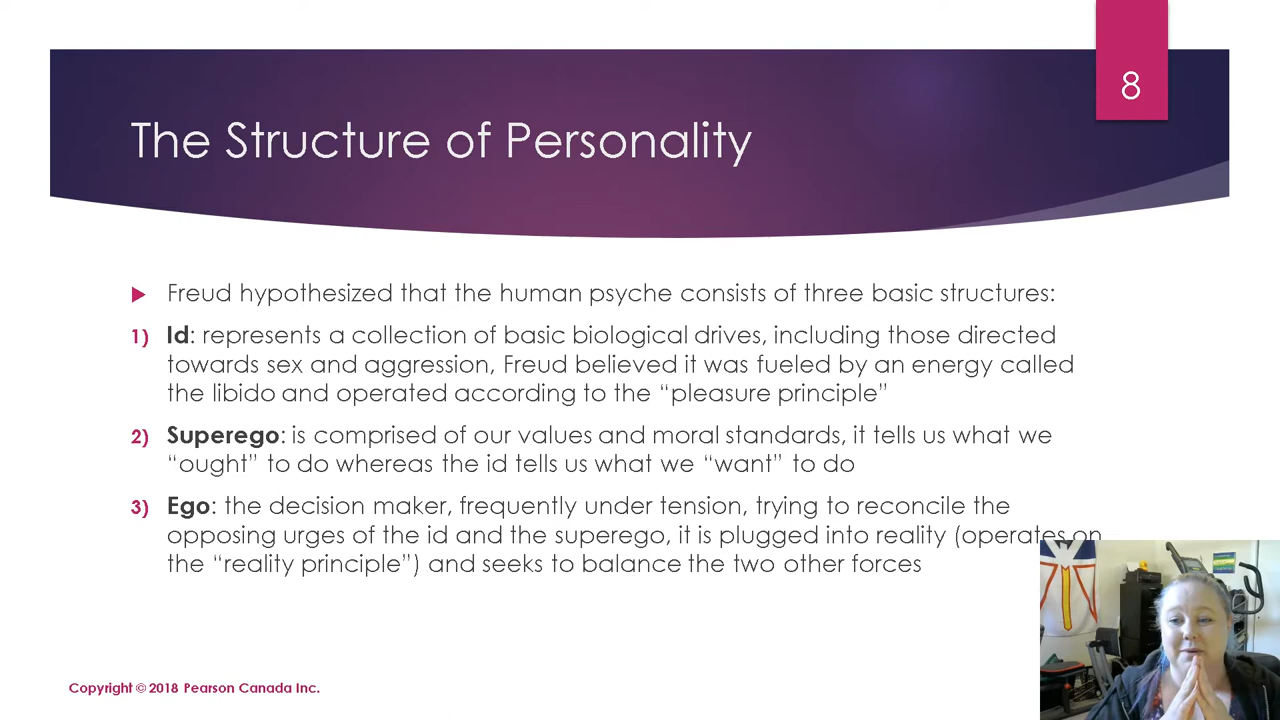 8
The Structure of Personality
Freud hypothesized that the human psyche consists of three basic structures:
1) Id: represents a collection of basic biological drives, including those directed
towards sex and aggression, Freud believed it was fueled by an energy called
the libido and operated according to the “pleasure principle”
2) Superego: is comprised of our values and moral standards, it tells us what we
“ought” to do whereas the id tells us what we “want” to do
3) Ego: the decision maker, frequently under tension, trying to reconcile the
opposing urges of the id and the superego, it is plugged into reality (operates on
the “reality principle”) and seeks to balance the two other forces
Copyright © 2018 Pearson Canada Inc.